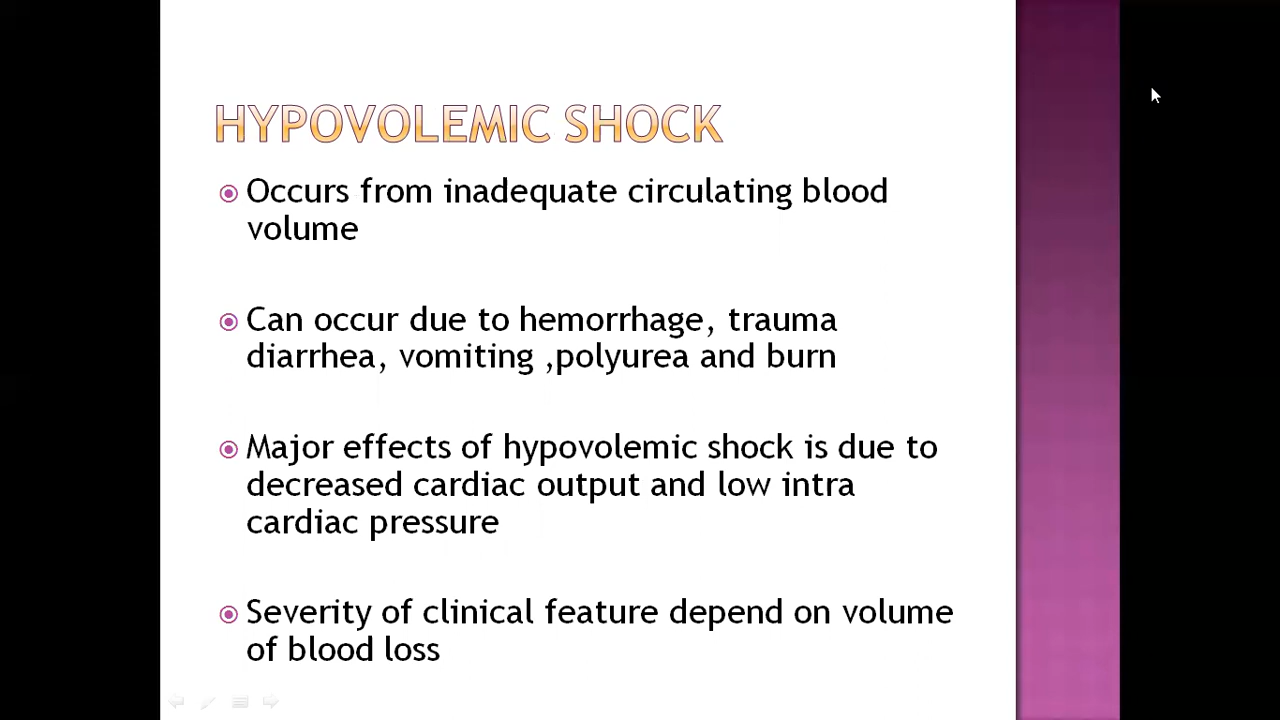 HYPOVOLEMIC SHOCK
Occurs from inadequate circulating blood
volume
Can occur due to hemorrhage, trauma
diarrhea, vomiting ,polyurea and burn
Major effects of hypovolemic shock is due to
decreased cardiac output and low intra
cardiac pressure
Severity of clinical feature depend on volume
of blood loss